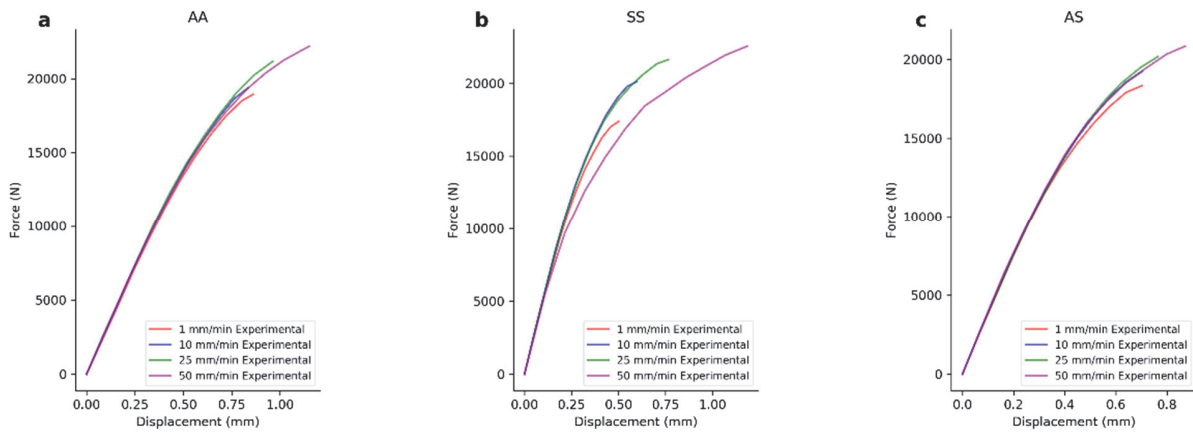 a
AA
Force (N)
20000
15000
10000
5000
0
0.00 0.25 0.50 0.75 1.00
Displacement (mm)
1 mm/min Experimental
10 mm/min Experimental
25 mm/min Experimental
50 mm/min Experimental
b
SS
Force (N)
20000
15000
10000
5000
0
0.00 0.25 0.50 0.75 1.00
Displacement (mm)
1 mm/min Experimental
10 mm/min Experimental
25 mm/min Experimental
50 mm/min Experimental
c
AS
Force (N)
20000
15000
10000
5000
0
0.0 0.2 0.4 0.6 0.8
Displacement (mm)
1 mm/min Experimental
10 mm/min Experimental
25 mm/min Experimental
50 mm/min Experimental